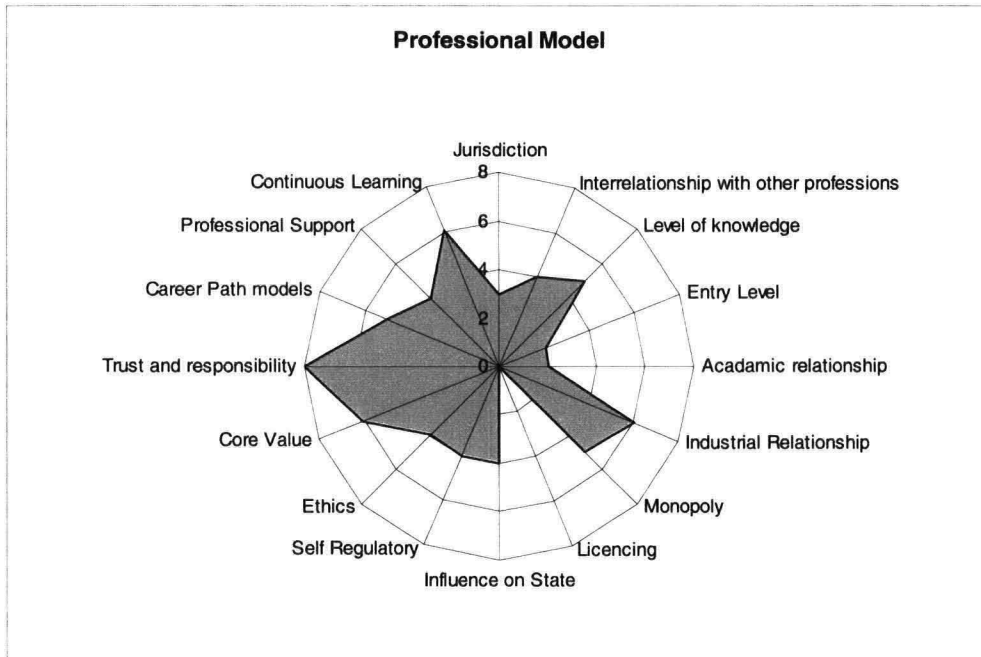 Professional Model
Jurisdiction
Continuous Learning
Interrelationship with other professions
Professional Support
Level of knowledge
Career Path models
Entry Level
Trust and responsibility
Acadamic relationship
Core Value
Industrial Relationship
Ethics
Monopoly
Self Regulatory
Licencing
Influence on State
8
6
4
2
0